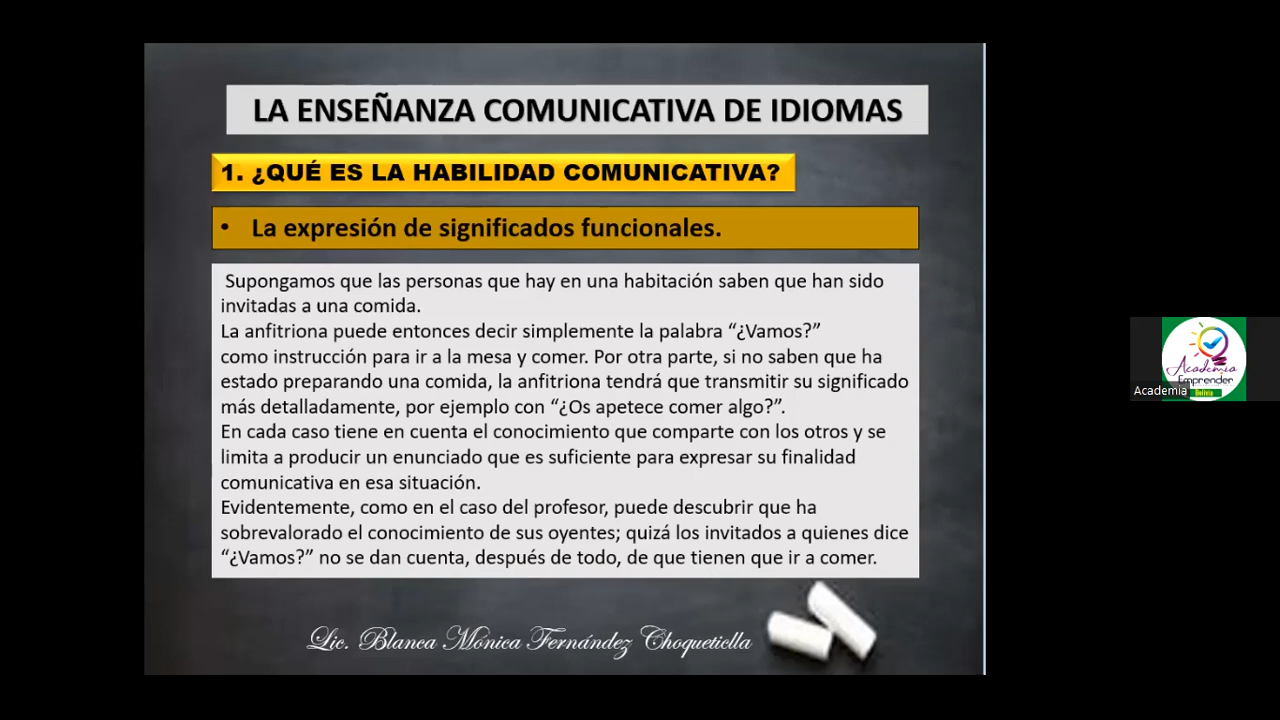 LA ENSEÑANZA COMUNICATIVA DE IDIOMAS
1. ¿QUÉ ES LA HABILIDAD COMUNICATIVA?
• La expresión de significados funcionales.
Supongamos que las personas que hay en una habitación saben que han sido
invitadas a una comida.
La anfitriona puede entonces decir simplemente la palabra “¿Vamos?”
como instrucción para ir a la mesa y comer. Por otra parte, si no saben que ha
estado preparando una comida, la anfitriona tendrá que transmitir su significado
más detalladamente, por ejemplo con “¿Os apetece comer algo?”.
En cada caso tiene en cuenta el conocimiento que comparte con los otros y se
limita a producir un enunciado que es suficiente para expresar su finalidad
comunicativa en esa situación.
Evidentemente, como en el caso del profesor, puede descubrir que ha
sobrevalorado el conocimiento de sus oyentes; quizá los invitados a quienes dice
“¿Vamos?” no se dan cuenta, después de todo, de que tienen que ir a comer.
Lic. Blanca Mónica Fernández Choqueticlla
Academia
Emprender
Bolivia
Academia